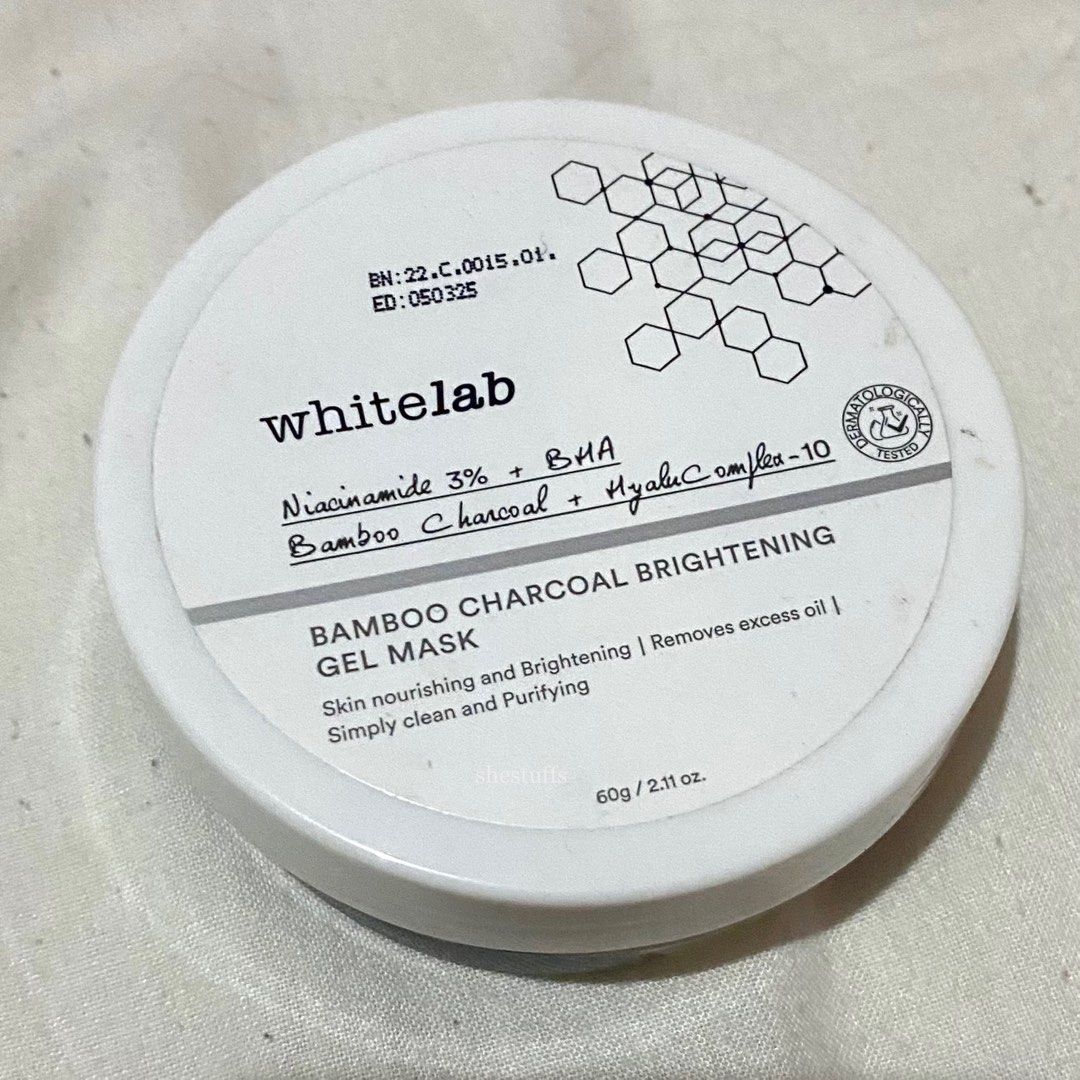 BN:22.C.0015.01.
ED:050325
whitelab
DERMATOLOGICALLY
TESTED
Niacinamide 3% + BHA
Bamboo Charcoal + HyaluComplex-10
BAMBOO CHARCOAL BRIGHTENING
GEL MASK
Skin nourishing and Brightening | Removes excess oil |
Simply clean and Purifying
shestuffs
60g / 2.11 oz.